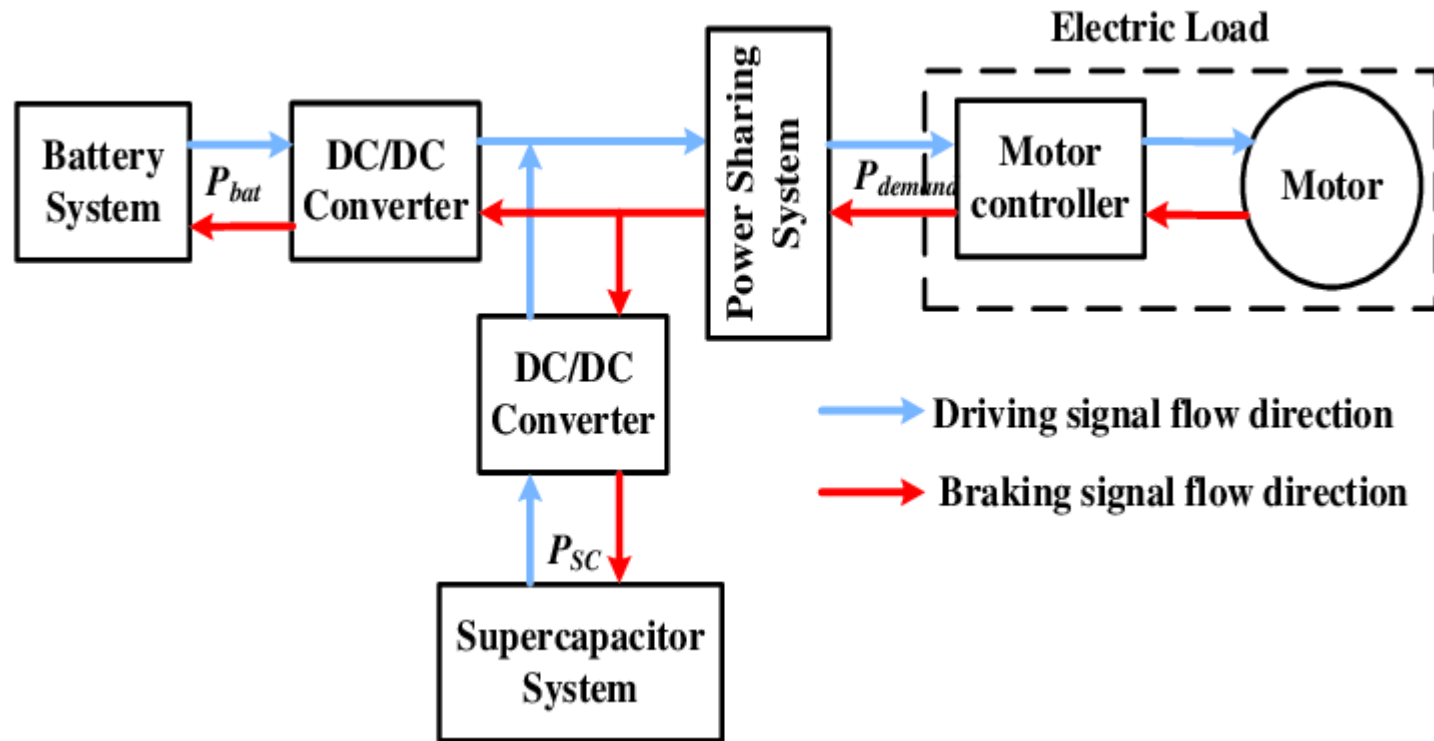 Electric Load
Battery
System
P_bat
DC/DC
Converter
Power Sharing
System
P_demand
Motor
controller
Motor
DC/DC
Converter
Driving signal flow direction
Braking signal flow direction
P_SC
Supercapacitor
System